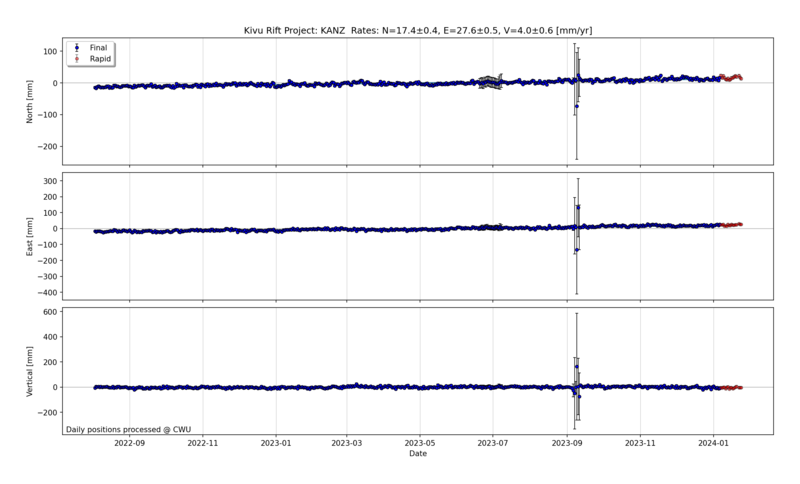 Kivu Rift Project: KANZ  Rates: N=17.4±0.4, E=27.6±0.5, V=4.0±0.6 [mm/yr]
Final
Rapid
North [mm]
100
0
−100
−200
East [mm]
300
200
100
0
−100
−200
−300
−400
Vertical [mm]
600
400
200
0
−200
Daily positions processed @ CWU
2022-09 2022-11 2023-01 2023-03 2023-05 2023-07 2023-09 2023-11 2024-01
Date